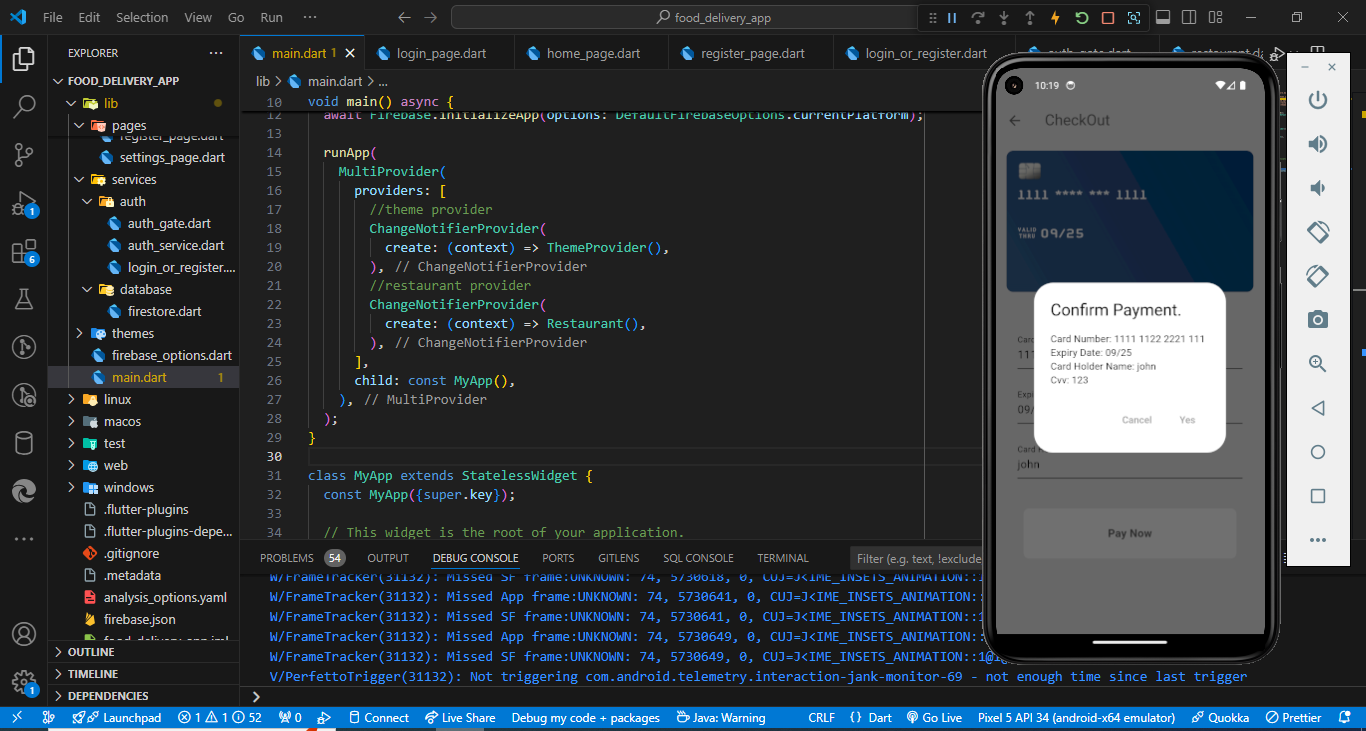 File Edit Selection View Go Run ···
food_delivery_app
EXPLORER
FOOD_DELIVERY_APP
lib
pages
register_page.dart
settings_page.dart
services
auth
auth_gate.dart
auth_service.dart
login_or_register....
database
firestore.dart
themes
firebase_options.dart
main.dart 1
linux
macos
test
web
windows
.flutter-plugins
.flutter-plugins-depe...
.gitignore
.metadata
analysis_options.yaml
firebase.json
food_delivery_app.iml
OUTLINE
TIMELINE
DEPENDENCIES
1
6
1
main.dart 1
login_page.dart
home_page.dart
register_page.dart
login_or_register.dart
auth_gate.dart
lib > main.dart > ...
10 void main() async {
12 await Firebase.initializeApp(options: DefaultFirebaseOptions.currentPlatform);
13
14 runApp(
15 MultiProvider(
16 providers: [
17 //theme provider
18 ChangeNotifierProvider(
19 create: (context) => ThemeProvider(),
20 ), // ChangeNotifierProvider
21 //restaurant provider
22 ChangeNotifierProvider(
23 create: (context) => Restaurant(),
24 ), // ChangeNotifierProvider
25 ],
26 child: const MyApp(),
27 ), // MultiProvider
28 );
29 }
30
31 class MyApp extends StatelessWidget {
32 const MyApp({super.key});
33
34 // This widget is the root of your application.
PROBLEMS 54 OUTPUT DEBUG CONSOLE PORTS GITLENS SQL CONSOLE TERMINAL
Filter (e.g. text, !exclude
W/FrameTracker(31132): Missed SF frame:UNKNOWN: 74, 5730618, 0, CUJ=J<IME_INSETS_ANIMATION::1
W/FrameTracker(31132): Missed App frame:UNKNOWN: 74, 5730641, 0, CUJ=J<IME_INSETS_ANIMATION::
W/FrameTracker(31132): Missed SF frame:UNKNOWN: 74, 5730641, 0, CUJ=J<IME_INSETS_ANIMATION::1
W/FrameTracker(31132): Missed App frame:UNKNOWN: 74, 5730649, 0, CUJ=J<IME_INSETS_ANIMATION::
W/FrameTracker(31132): Missed SF frame:UNKNOWN: 74, 5730649, 0, CUJ=J<IME_INSETS_ANIMATION::1@
V/PerfettoTrigger(31132): Not triggering com.android.telemetry.interaction-jank-monitor-69 - not enough time since last trigger
10:19
CheckOut
1111 **** *** 1111
VALID
THRU 09/25
Confirm Payment.
Card Number: 1111 1122 2221 111
Expiry Date: 09/25
Card Holder Name: john
Cvv: 123
Cancel Yes
Card
111
Expi
09/
Card
john
Pay Now
Launchpad 1 1 52 0 Connect Live Share Debug my code + packages Java: Warning CRLF {} Dart Go Live Pixel 5 API 34 (android-x64 emulator) Quokka Prettier